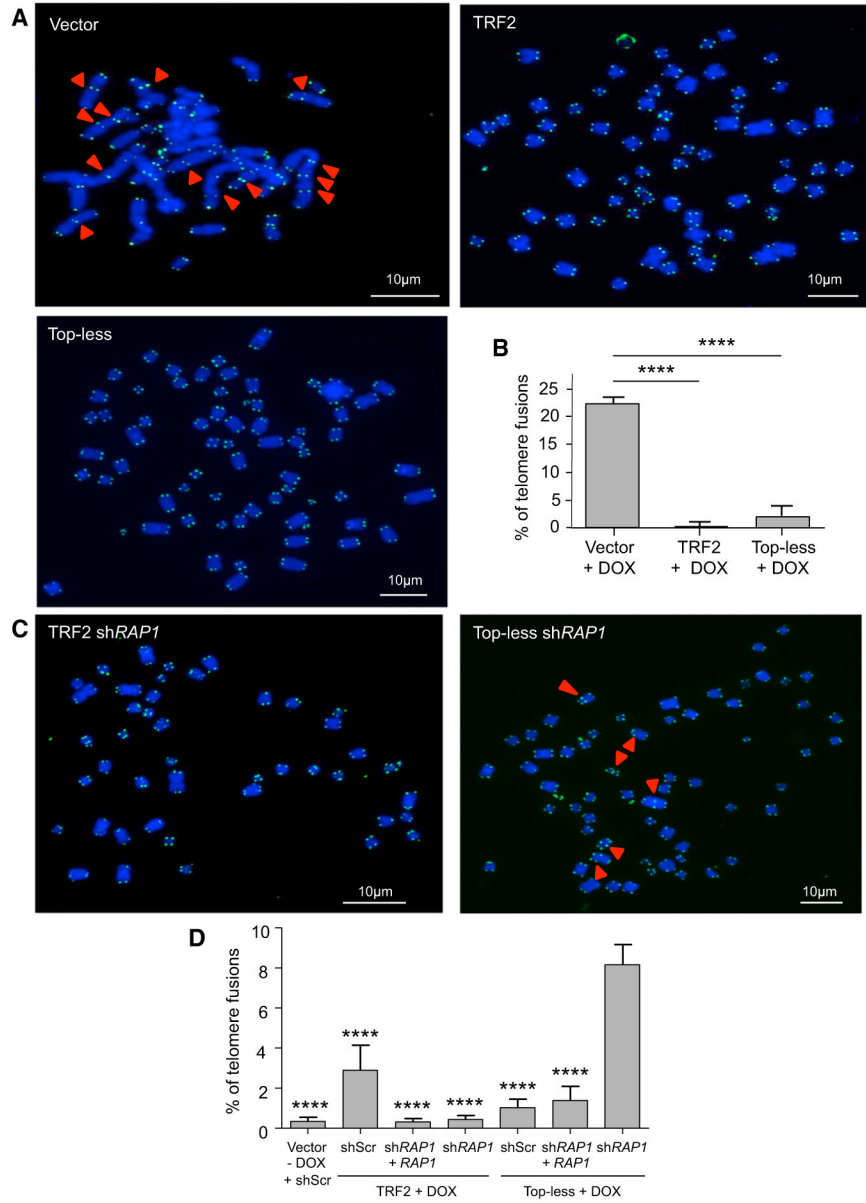 A
Vector
10µm
TRF2
10µm
Top-less
10µm
B
****
****
% of telomere fusions
25
20
15
10
5
0
Vector
+ DOX
TRF2
+ DOX
Top-less
+ DOX
C
TRF2 shRAP1
10µm
Top-less shRAP1
10µm
D
% of telomere fusions
10
8
6
4
2
0
****
****
****
****
****
****
Vector
- DOX
+ shScr
shScr
shRAP1
+ RAP1
shRAP1
TRF2 + DOX
shScr
shRAP1
+ RAP1
shRAP1
Top-less + DOX